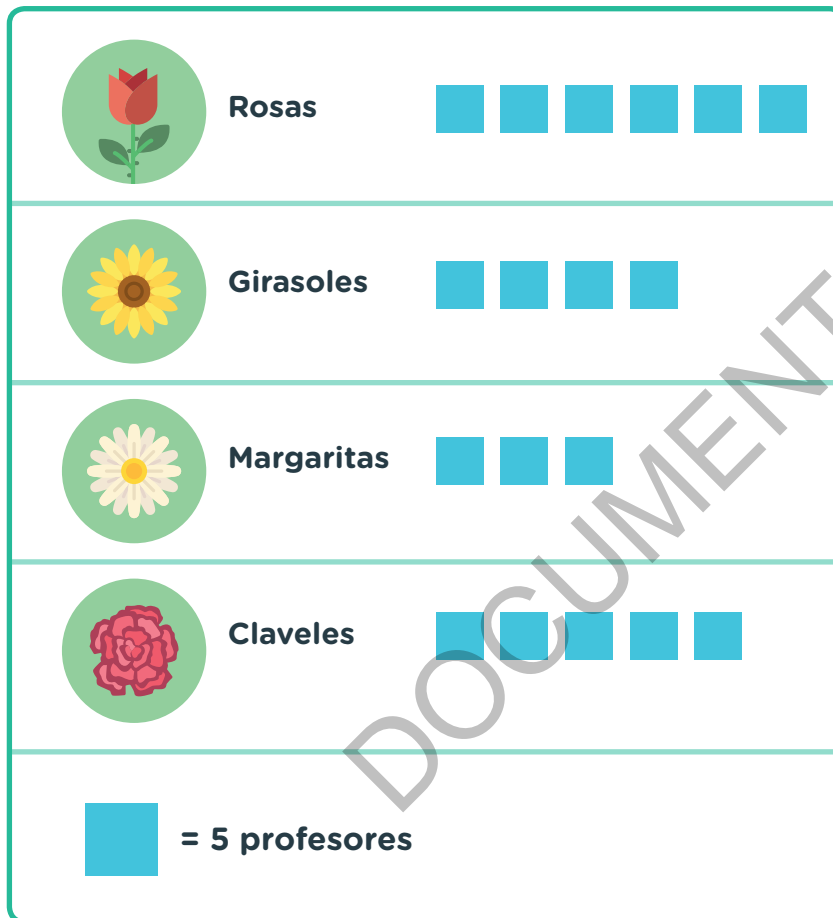 Rosas
Girasoles
Margaritas
Claveles
= 5 profesores
DOCUMENT